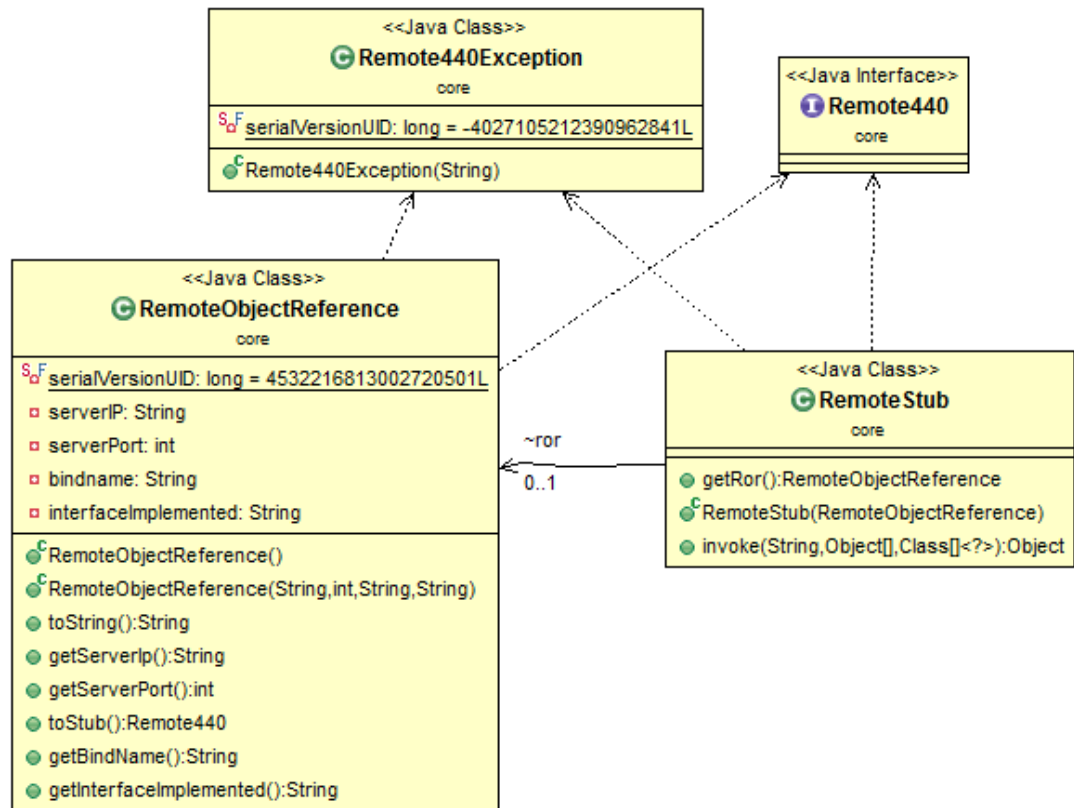 <<Java Class>>
Remote440Exception
core
serialVersionUID: long = -4027105212390962841L
Remote440Exception(String)
<<Java Interface>>
Remote440
core
<<Java Class>>
RemoteObjectReference
core
serialVersionUID: long = 4532216813002720501L
serverIP: String
serverPort: int
bindname: String
interfaceImplemented: String
RemoteObjectReference()
RemoteObjectReference(String,int,String,String)
toString():String
getServerIp():String
getServerPort():int
toStub():Remote440
getBindName():String
getInterfaceImplemented():String
~ror
0..1
<<Java Class>>
RemoteStub
core
getRor():RemoteObjectReference
RemoteStub(RemoteObjectReference)
invoke(String,Object[],Class[]<?>):Object